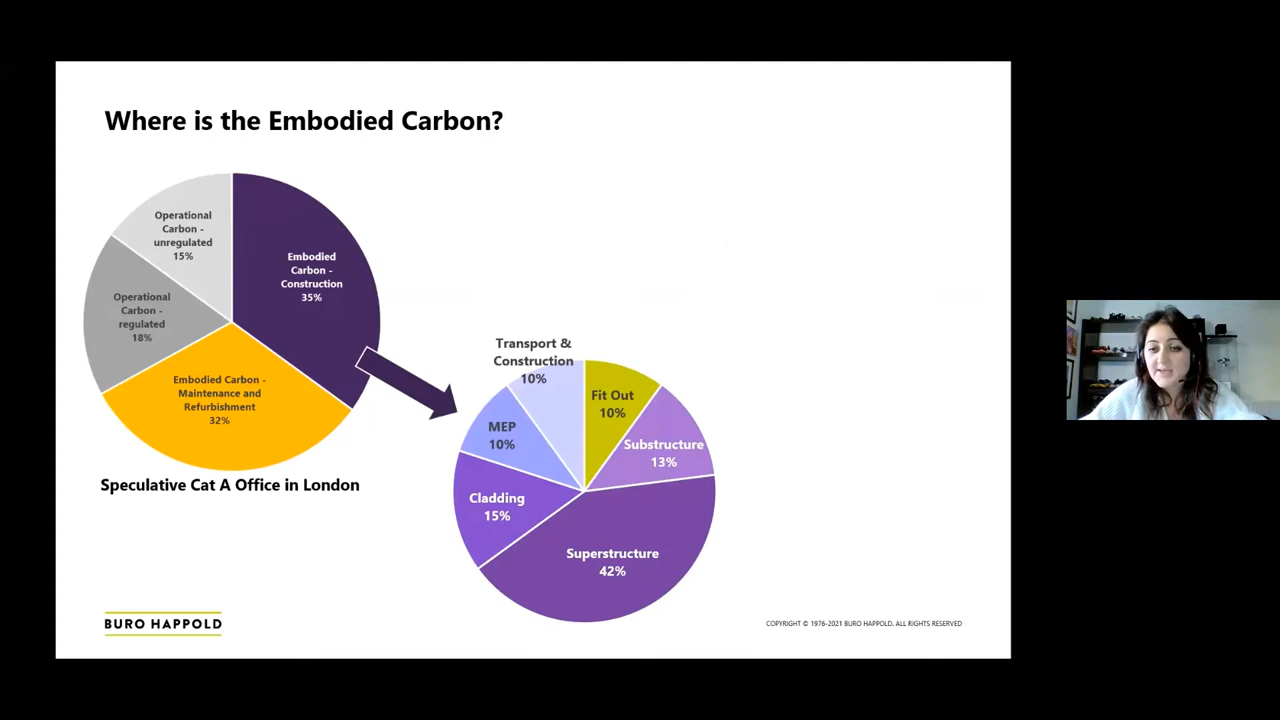 Where is the Embodied Carbon?
Operational
Carbon -
unregulated
15%
Embodied
Carbon -
Construction
35%
Operational
Carbon -
regulated
18%
Embodied Carbon -
Maintenance and
Refurbishment
32%
Speculative Cat A Office in London
Transport &
Construction
10%
Fit Out
10%
MEP
10%
Substructure
13%
Cladding
15%
Superstructure
42%
BURO HAPPOLD
COPYRIGHT © 1976-2021 BURO HAPPOLD. ALL RIGHTS RESERVED